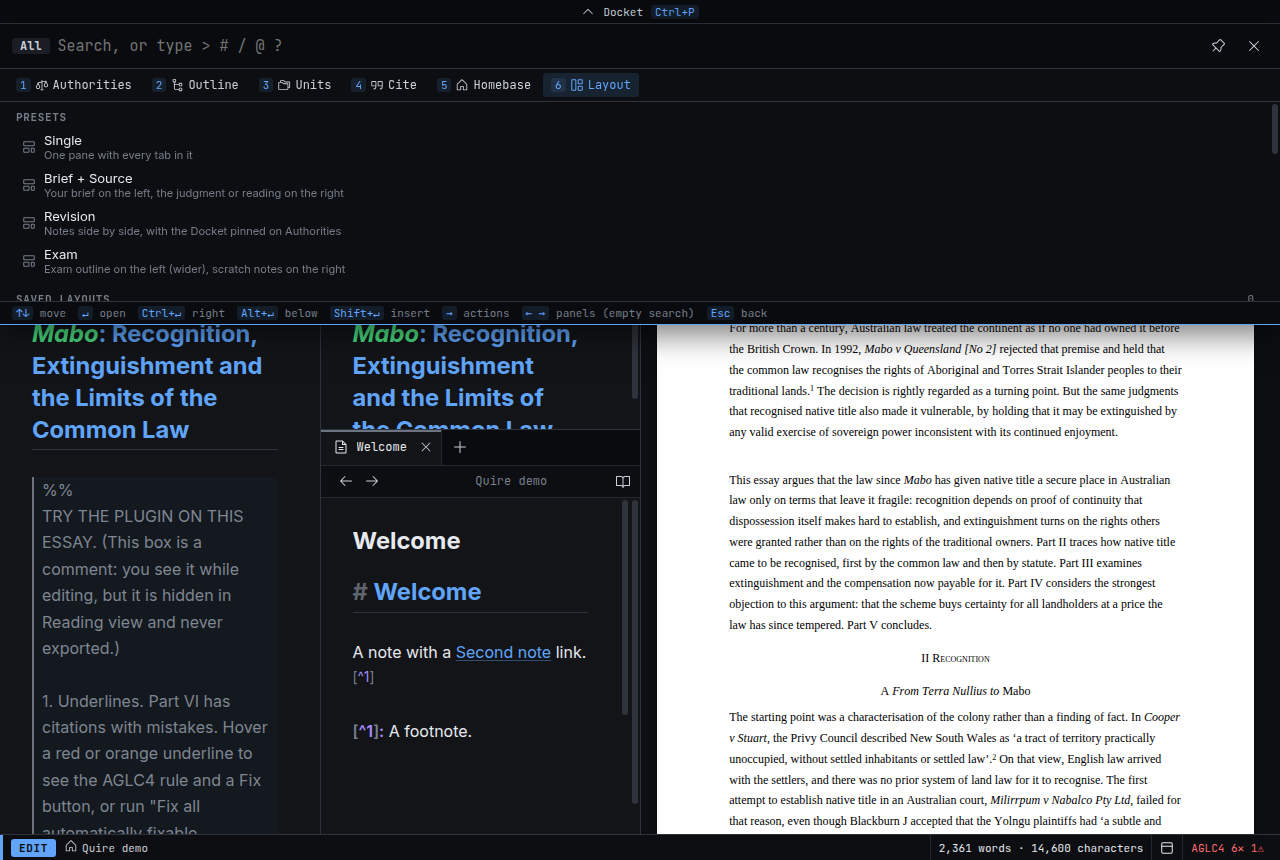 Docket Ctrl+P
All Search, or type > # / @ ?
1 Authorities 2 Outline 3 Units 4 Cite 5 Homebase 6 Layout
PRESETS
Single
One pane with every tab in it
Brief + Source
Your brief on the left, the judgment or reading on the right
Revision
Notes side by side, with the Docket pinned on Authorities
Exam
Exam outline on the left (wider), scratch notes on the right
SAVED LAYOUTS 0
↑↓ move ↵ open Ctrl+↵ right Alt+↵ below Shift+↵ insert → actions ← → panels (empty search) Esc back
Mabo: Recognition,
Extinguishment and
the Limits of the
Common Law
%%
TRY THE PLUGIN ON THIS
ESSAY. (This box is a
comment: you see it while
editing, but it is hidden in
Reading view and never
exported.)
1. Underlines. Part VI has
citations with mistakes. Hover
a red or orange underline to
see the AGLC4 rule and a Fix
button, or run "Fix all
automatically fixable
Mabo: Recognition,
Extinguishment
and the Limits of
the Common Law
Welcome
Quire demo
Welcome
# Welcome
A note with a Second note link.
[^1]
[^1]: A footnote.
For more than a century, Australian law treated the continent as if no one had owned it before
the British Crown. In 1992, Mabo v Queensland [No 2] rejected that premise and held that
the common law recognises the rights of Aboriginal and Torres Strait Islander peoples to their
traditional lands.1 The decision is rightly regarded as a turning point. But the same judgments
that recognised native title also made it vulnerable, by holding that it may be extinguished by
any valid exercise of sovereign power inconsistent with its continued enjoyment.
This essay argues that the law since Mabo has given native title a secure place in Australian
law only on terms that leave it fragile: recognition depends on proof of continuity that
dispossession itself makes hard to establish, and extinguishment turns on the rights others
were granted rather than on the rights of the traditional owners. Part II traces how native title
came to be recognised, first by the common law and then by statute. Part III examines
extinguishment and the compensation now payable for it. Part IV considers the strongest
objection to this argument: that the scheme buys certainty for all landholders at a price the
law has since tempered. Part V concludes.
II Recognition
A From Terra Nullius to Mabo
The starting point was a characterisation of the colony rather than a finding of fact. In Cooper
v Stuart, the Privy Council described New South Wales as ‘a tract of territory practically
unoccupied, without settled inhabitants or settled law’.2 On that view, English law arrived
with the settlers, and there was no prior system of land law for it to recognise. The first
attempt to establish native title in an Australian court, Milirrpum v Nabalco Pty Ltd, failed for
that reason, even though Blackburn J accepted that the Yolngu plaintiffs had ‘a subtle and
EDIT Quire demo 2,361 words · 14,600 characters AGLC4 6× 1⚠